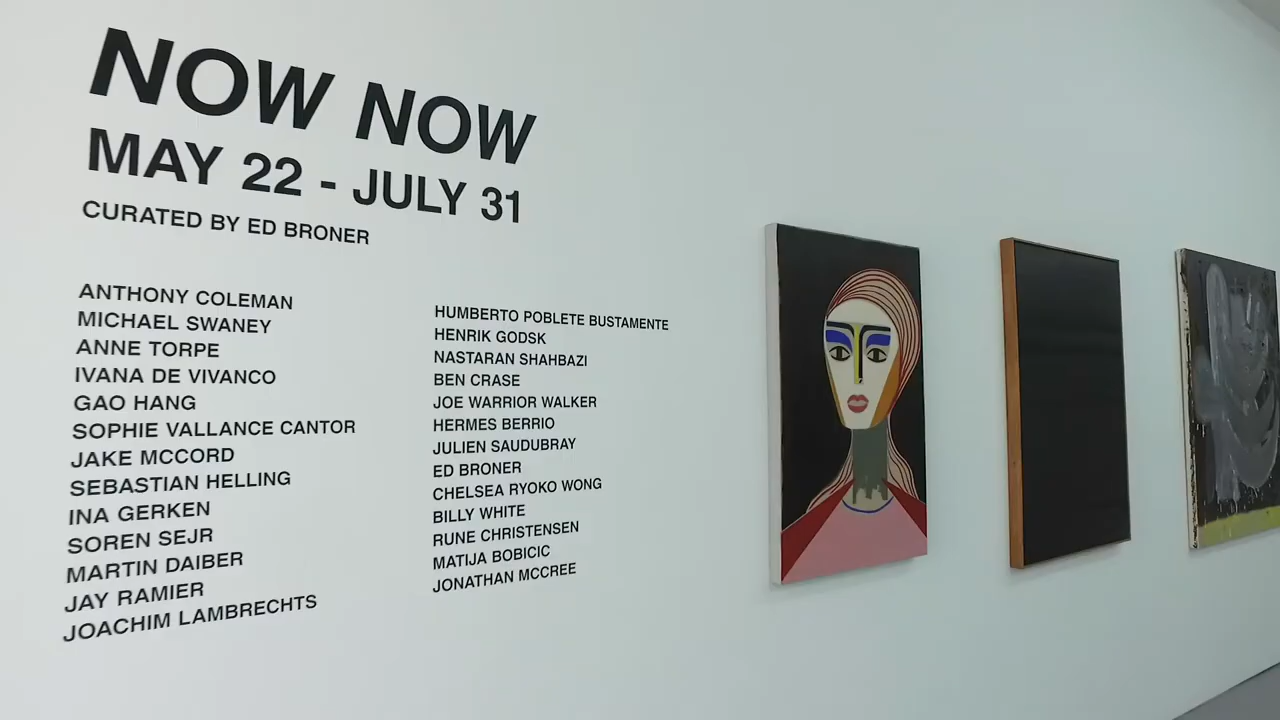 NOW NOW
MAY 22 - JULY 31
CURATED BY ED BRONER
ANTHONY COLEMAN
MICHAEL SWANEY
ANNE TORPE
IVANA DE VIVANCO
GAO HANG
SOPHIE VALLANCE CANTOR
JAKE MCCORD
SEBASTIAN HELLING
INA GERKEN
SOREN SEJR
MARTIN DAIBER
JAY RAMIER
JOACHIM LAMBRECHTS
HUMBERTO POBLETE BUSTAMENTE
HENRIK GODSK
NASTARAN SHAHBAZI
BEN CRASE
JOE WARRIOR WALKER
HERMES BERRIO
JULIEN SAUDUBRAY
ED BRONER
CHELSEA RYOKO WONG
BILLY WHITE
RUNE CHRISTENSEN
MATIJA BOBICIC
JONATHAN MCCREE